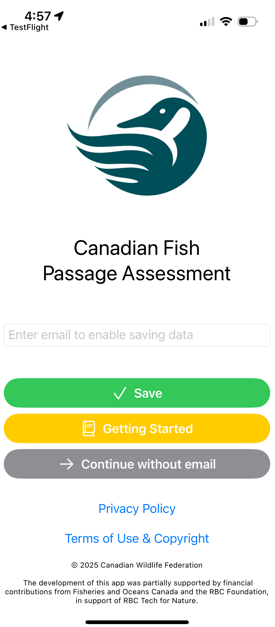 4:57
◀ TestFlight
Canadian Fish
Passage Assessment
Enter email to enable saving data
Save
Getting Started
Continue without email
Privacy Policy
Terms of Use & Copyright
© 2025 Canadian Wildlife Federation
The development of this app was partially supported by financial
contributions from Fisheries and Oceans Canada and the RBC Foundation,
in support of RBC Tech for Nature.